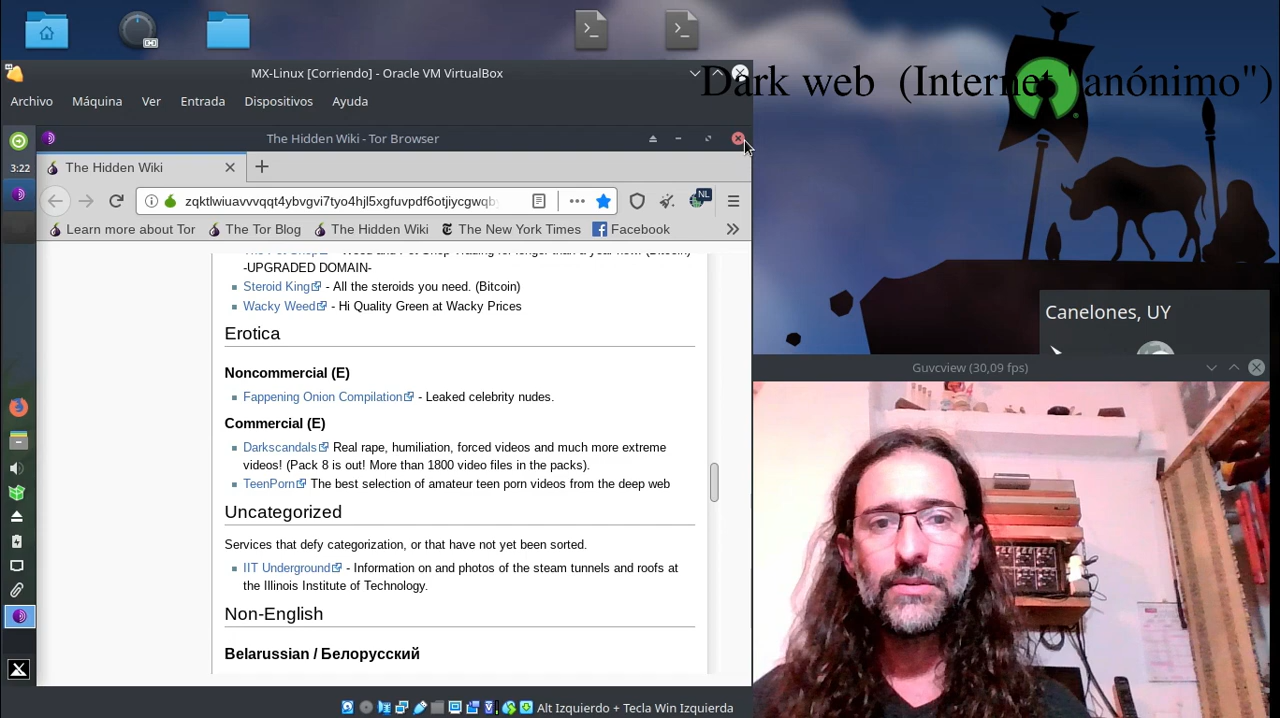 MX-Linux [Corriendo] - Oracle VM VirtualBox
Dark web (Internet "anónimo")
Archivo Máquina Ver Entrada Dispositivos Ayuda
The Hidden Wiki - Tor Browser
3:22
The Hidden Wiki
NL
Learn more about Tor The Tor Blog The Hidden Wiki The New York Times Facebook
-UPGRADED DOMAIN-
Steroid King - All the steroids you need. (Bitcoin)
Wacky Weed - Hi Quality Green at Wacky Prices
Erotica
Noncommercial (E)
Fappening Onion Compilation - Leaked celebrity nudes.
Commercial (E)
Darkscandals Real rape, humiliation, forced videos and much more extreme
videos! (Pack 8 is out! More than 1800 video files in the packs).
TeenPorn The best selection of amateur teen porn videos from the deep web
Uncategorized
Services that defy categorization, or that have not yet been sorted.
IIT Underground - Information on and photos of the steam tunnels and roofs at
the Illinois Institute of Technology.
Non-English
Belarussian / Белорусский
Alt Izquierdo + Tecla Win Izquierda
Canelones, UY
Guvcview (30,09 fps)